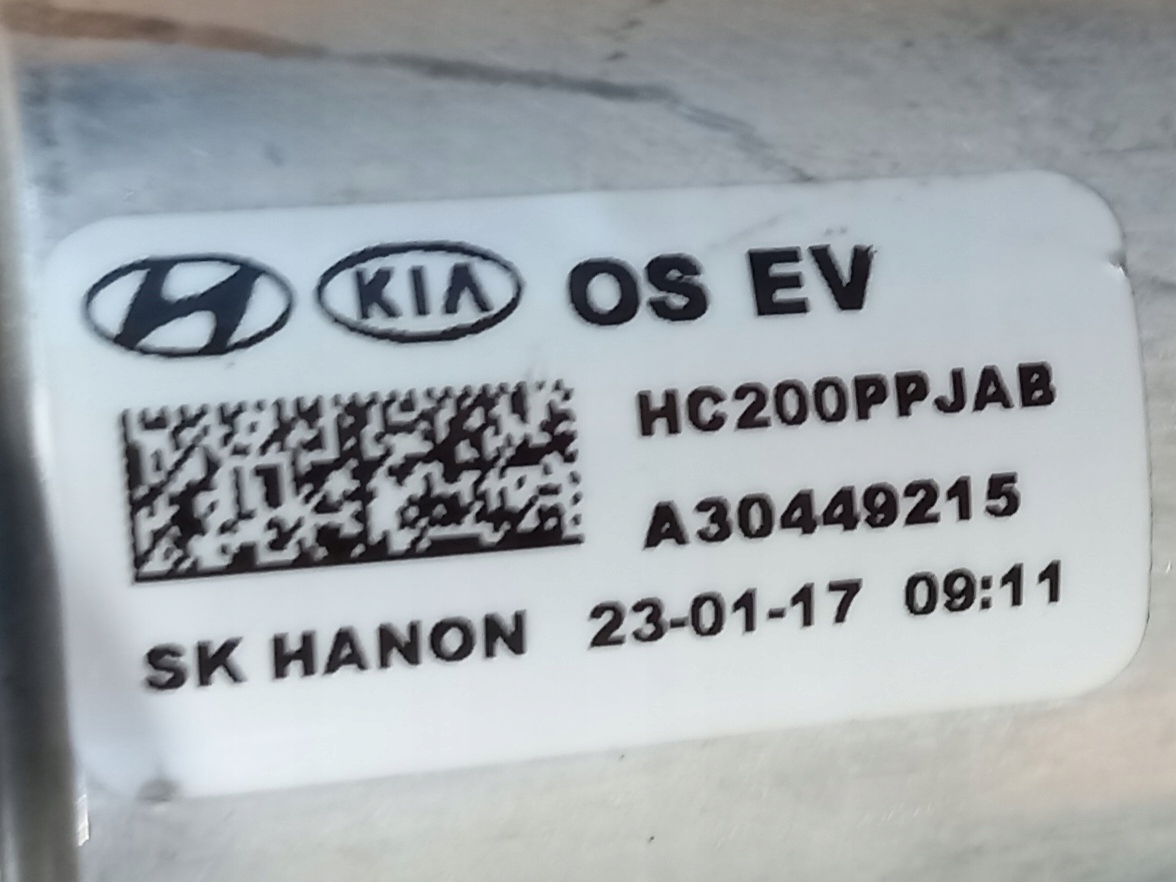 KIA OS EV
HC200PPJAB
A30449215
SK HANON 23-01-17 09:11